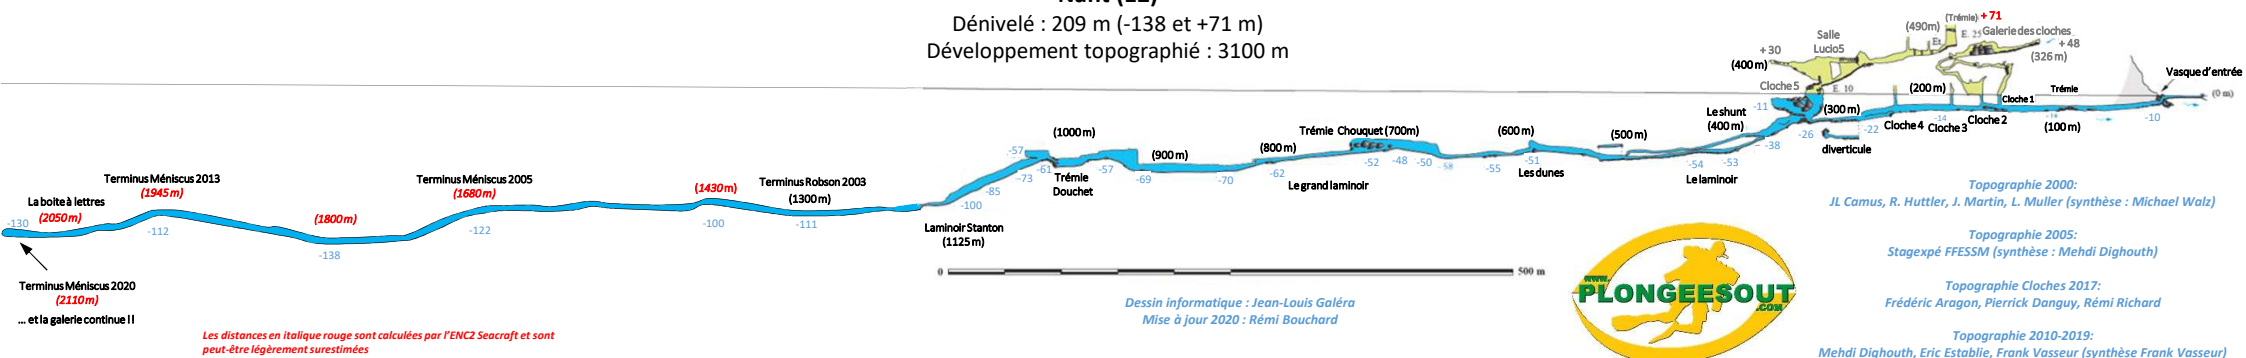 Dénivelé : 209 m (-138 et +71 m)
Développement topographié : 3100 m
(Trémie) + 71
(490m)
E. 25 Galerie des cloches
Salle
Lucio5
+ 30
+ 48
(326 m)
(400 m)
Vasque d'entrée
Cloche 5
E. 10
(200 m)
Cloche 1
Trémie
(0 m)
-11
Le shunt
(400 m)
(300 m)
-26
-22
Cloche 4
-14
Cloche 3
Cloche 2
(100 m)
-10
-38
diverticule
(1000 m)
Trémie Chouquet (700m)
(600 m)
(500 m)
-57
-61
-57
(900 m)
(800 m)
-52
-48
-50
-58
-55
-51
-54
-53
-73
Trémie
Douchet
-69
-70
-62
Le grand laminoir
Les dunes
Le laminoir
-85
-100
Terminus Méniscus 2013
(1945 m)
Terminus Méniscus 2005
(1680 m)
(1430 m)
Terminus Robson 2003
(1300 m)
La boite à lettres
(2050 m)
(1800 m)
-130
-112
-138
-122
-100
-111
Laminoir Stanton
(1125 m)
Terminus Méniscus 2020
(2110 m)
... et la galerie continue !!
0
500 m
Les distances en italique rouge sont calculées par l'ENC2 Seacraft et sont
peut-être légèrement surestimées
Dessin informatique : Jean-Louis Galéra
Mise à jour 2020 : Rémi Bouchard
www.
PLONGEESOUT
.COM
Topographie 2000:
JL Camus, R. Huttler, J. Martin, L. Muller (synthèse : Michael Walz)
Topographie 2005:
Stagexpé FFESSM (synthèse : Mehdi Dighouth)
Topographie Cloches 2017:
Frédéric Aragon, Pierrick Danguy, Rémi Richard
Topographie 2010-2019:
Mehdi Dighouth, Eric Establie, Frank Vasseur (synthèse Frank Vasseur)